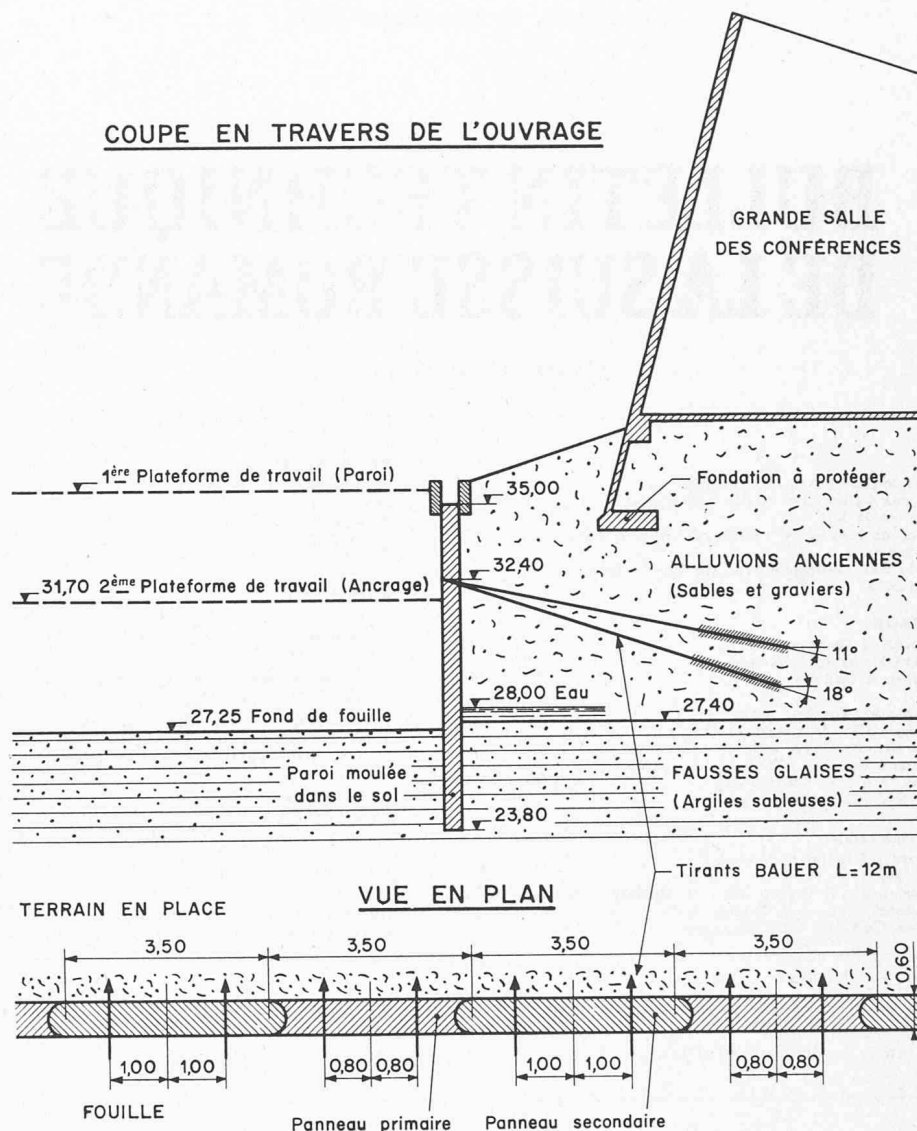 COUPE EN TRAVERS DE L'OUVRAGE
GRANDE SALLE
DES CONFÉRENCES
1ère Plateforme de travail (Paroi)
35,00
Fondation à protéger
32,40
ALLUVIONS ANCIENNES
(Sables et graviers)
31,70 2ème Plateforme de travail (Ancrage)
11°
18°
28,00 Eau
27,40
27,25 Fond de fouille
Paroi moulée
dans le sol
FAUSSES GLAISES
(Argiles sableuses)
23,80
Tirants BAUER L=12m
VUE EN PLAN
TERRAIN EN PLACE
3,50 3,50 3,50 3,50
0,60
1,00 1,00 0,80 0,80 1,00 1,00 0,80 0,80
FOUILLE
Panneau primaire Panneau secondaire